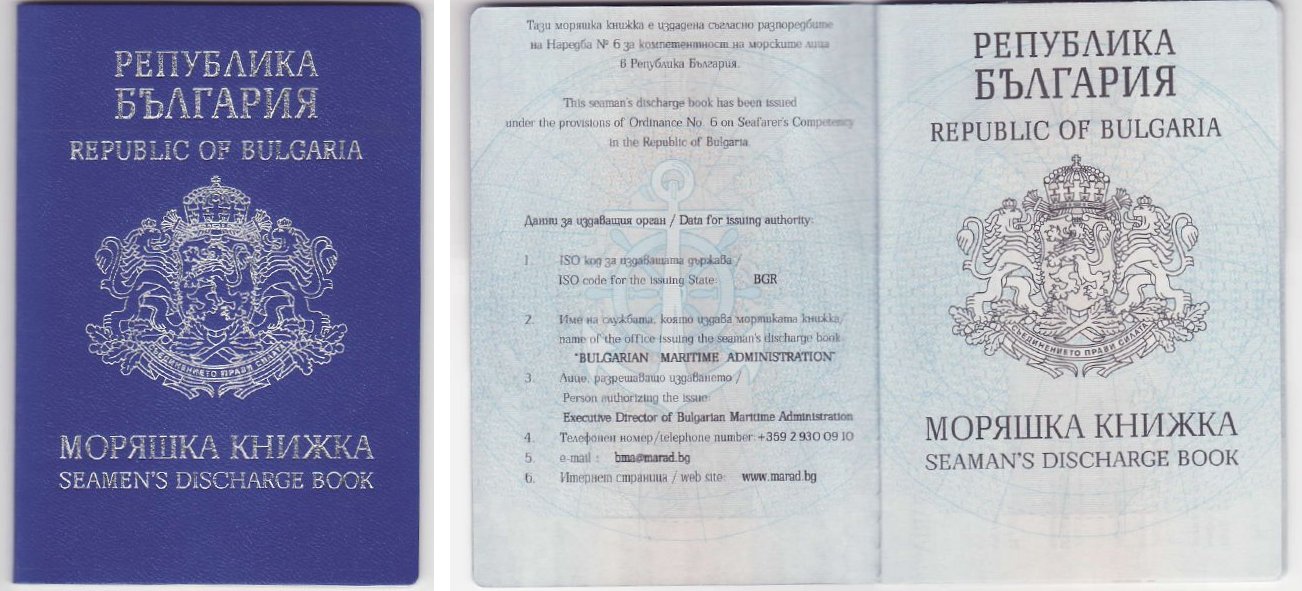 РЕПУБЛИКА
БЪЛГАРИЯ
REPUBLIC OF BULGARIA
СЪЕДИНЕНИЕТО ПРАВИ СИЛАТА
МОРЯШКА КНИЖКА
SEAMEN'S DISCHARGE BOOK
Тази моряшка книжка е издадена съгласно разпоредбите
на Наредба № 6 за компетентност на морските лица
в Република България.
This seaman's discharge book has been issued
under the provisions of Ordinance No. 6 on Seafarer's Competency
in the Republic of Bulgaria.
Данни за издаващия орган / Data for issuing authority:
1. ISO код за издаващата държава /
ISO code for the issuing State: BGR
2. Име на службата, която издава моряшката книжка/
name of the office issuing the seaman's discharge book
"BULGARIAN MARITIME ADMINISTRATION"
3. Лице, разрешаващо издаването /
Person authorizing the issue:
Executive Director of Bulgarian Maritime Administration
4. Телефонен номер/telephone number: +359 2 930 09 10
5. e-mail : bma@marad.bg
6. Интернет страница / web site: www.marad.bg
РЕПУБЛИКА
БЪЛГАРИЯ
REPUBLIC OF BULGARIA
СЪЕДИНЕНИЕТО ПРАВИ СИЛАТА
МОРЯШКА КНИЖКА
SEAMAN'S DISCHARGE BOOK